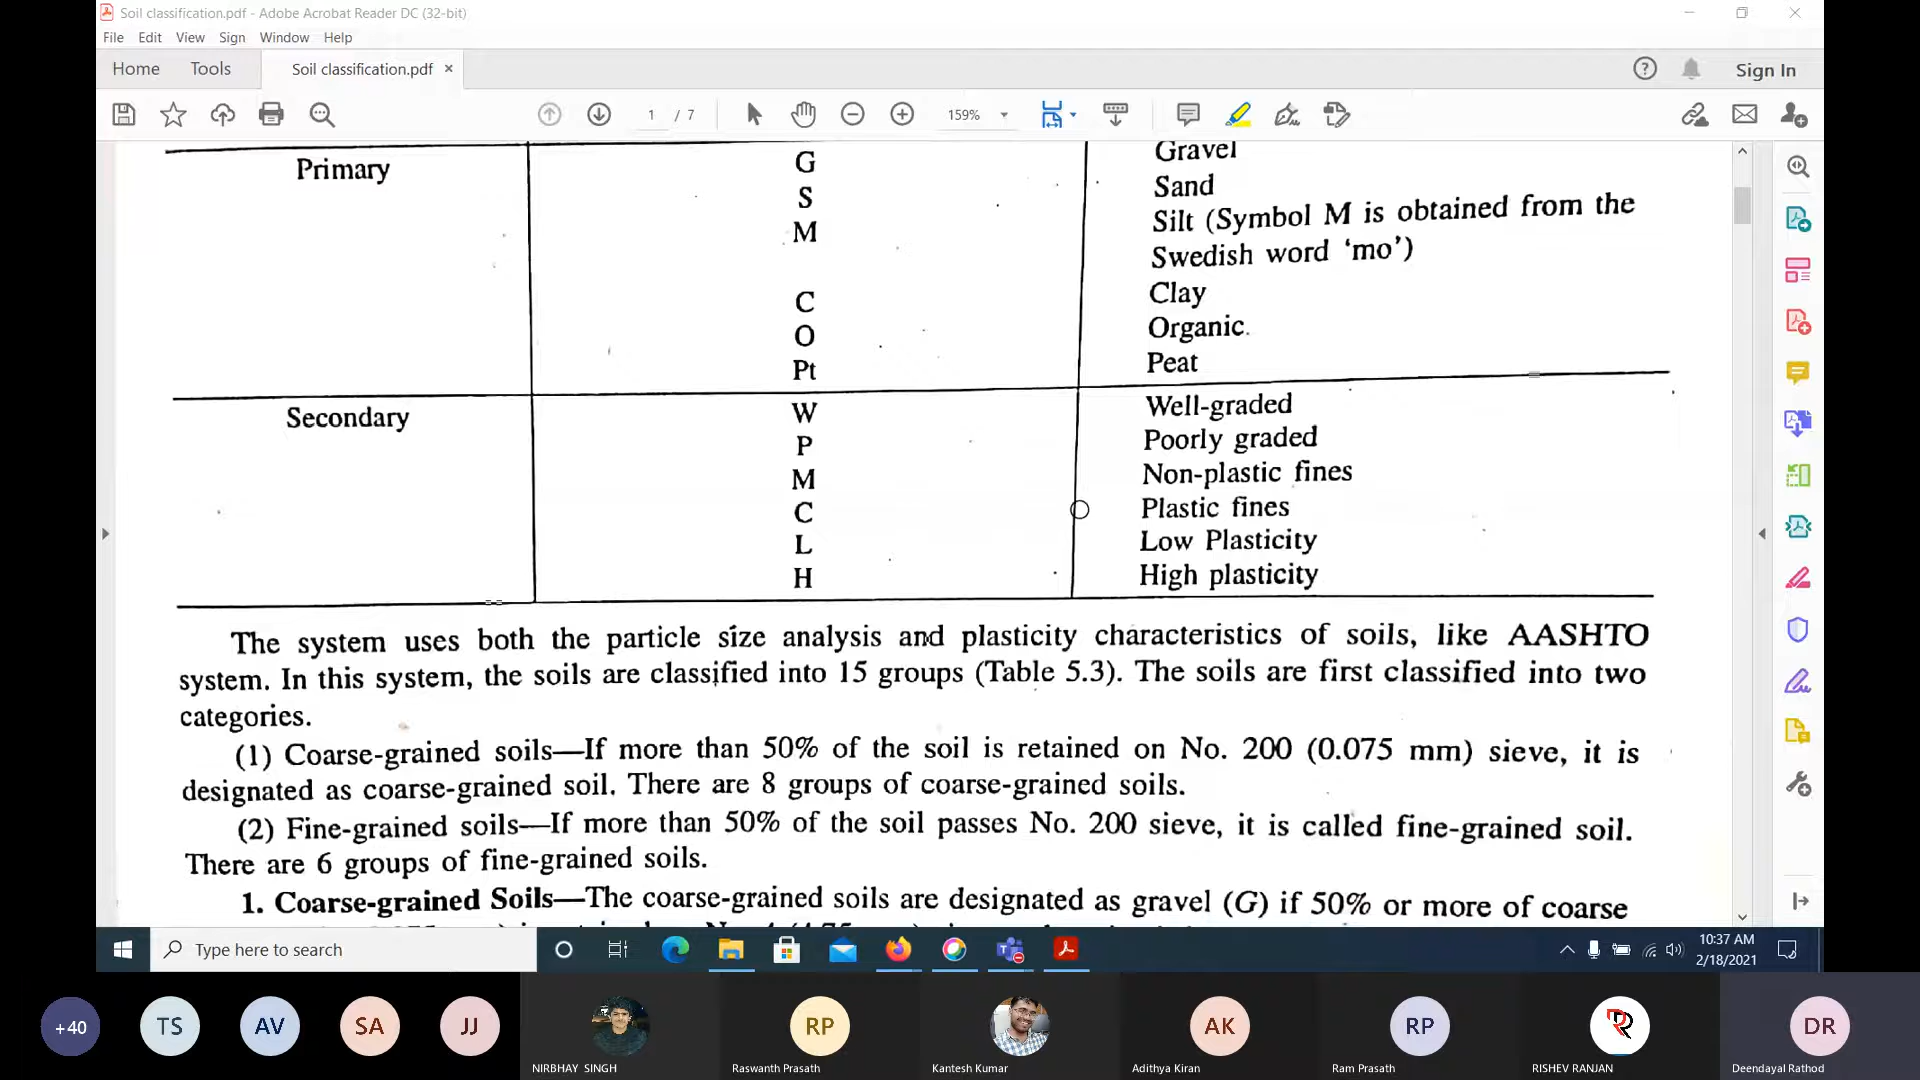 Soil classification.pdf - Adobe Acrobat Reader DC (32-bit)
File Edit View Sign Window Help
Home Tools Soil classification.pdf × Sign In
1 / 7 159%
Primary G Gravel
S Sand
M Silt (Symbol M is obtained from the
Swedish word ‘mo’)
C Clay
O Organic.
Pt Peat
Secondary W Well-graded
P Poorly graded
M Non-plastic fines
C Plastic fines
L Low Plasticity
H High plasticity
The system uses both the particle size analysis and plasticity characteristics of soils, like AASHTO
system. In this system, the soils are classified into 15 groups (Table 5.3). The soils are first classified into two
categories.
(1) Coarse-grained soils—If more than 50% of the soil is retained on No. 200 (0.075 mm) sieve, it is
designated as coarse-grained soil. There are 8 groups of coarse-grained soils.
(2) Fine-grained soils—If more than 50% of the soil passes No. 200 sieve, it is called fine-grained soil.
There are 6 groups of fine-grained soils.
1. Coarse-grained Soils—The coarse-grained soils are designated as gravel (G) if 50% or more of coarse
Type here to search
10:37 AM
2/18/2021
+40 TS AV SA JJ RP AK RP DR
NIRBHAY SINGH Raswanth Prasath Kantesh Kumar Adithya Kiran Ram Prasath RISHEV RANJAN Deendayal Rathod